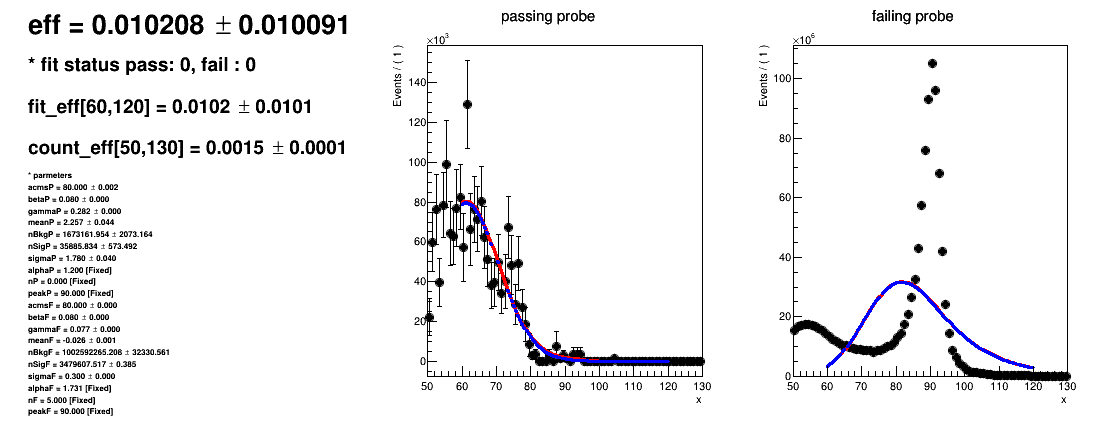 eff = 0.010208 ± 0.010091
* fit status pass: 0, fail : 0
fit_eff[60,120] = 0.0102 ± 0.0101
count_eff[50,130] = 0.0015 ± 0.0001
* parmeters
acmsP = 80.000 ± 0.002
betaP = 0.080 ± 0.000
gammaP = 0.282 ± 0.000
meanP = 2.257 ± 0.044
nBkgP = 1673161.954 ± 2073.164
nSigP = 35885.834 ± 573.492
sigmaP = 1.780 ± 0.040
alphaP = 1.200 [Fixed]
nP = 0.000 [Fixed]
peakP = 90.000 [Fixed]
acmsF = 80.000 ± 0.000
betaF = 0.080 ± 0.000
gammaF = 0.077 ± 0.000
meanF = -0.026 ± 0.001
nBkgF = 1002592265.208 ± 32330.561
nSigF = 3479607.517 ± 0.385
sigmaF = 0.300 ± 0.000
alphaF = 1.731 [Fixed]
nF = 5.000 [Fixed]
peakF = 90.000 [Fixed]
passing probe
×10³
Events / ( 1 )
140
120
100
80
60
40
20
0
50 60 70 80 90 100 110 120 130
x
failing probe
×10⁶
Events / ( 1 )
100
80
60
40
20
0
50 60 70 80 90 100 110 120 130
x